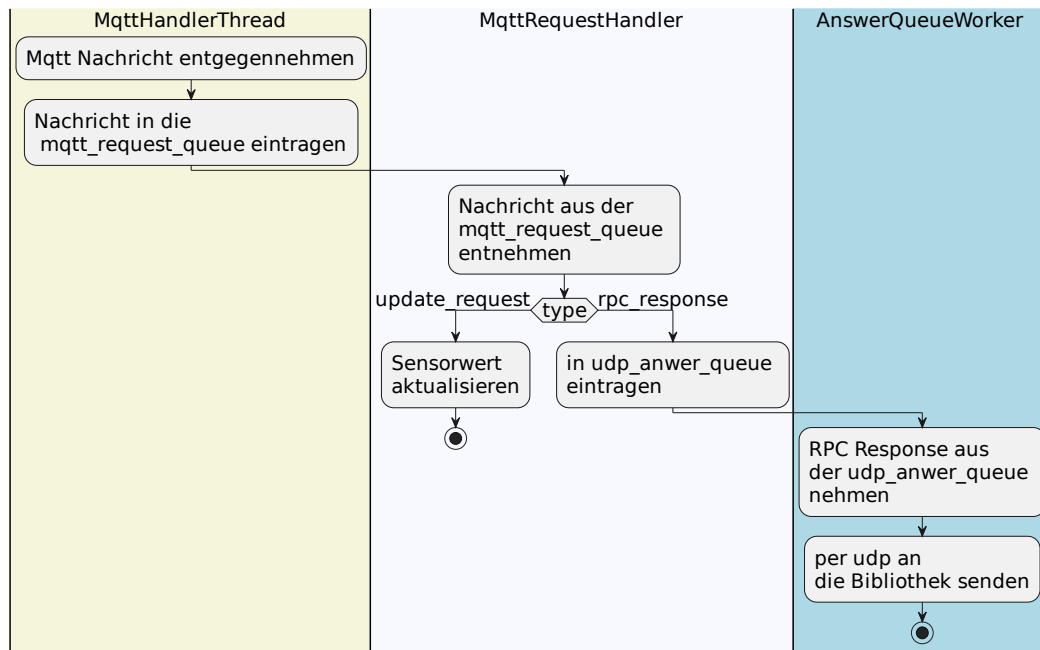 MqttHandlerThread
MqttRequestHandler
AnswerQueueWorker
Mqtt Nachricht entgegennehmen
Nachricht in die
mqtt_request_queue eintragen
Nachricht aus der
mqtt_request_queue
entnehmen
update_request
type
rpc_response
Sensorwert
aktualisieren
in udp_anwer_queue
eintragen
RPC Response aus
der udp_anwer_queue
nehmen
per udp an
die Bibliothek senden